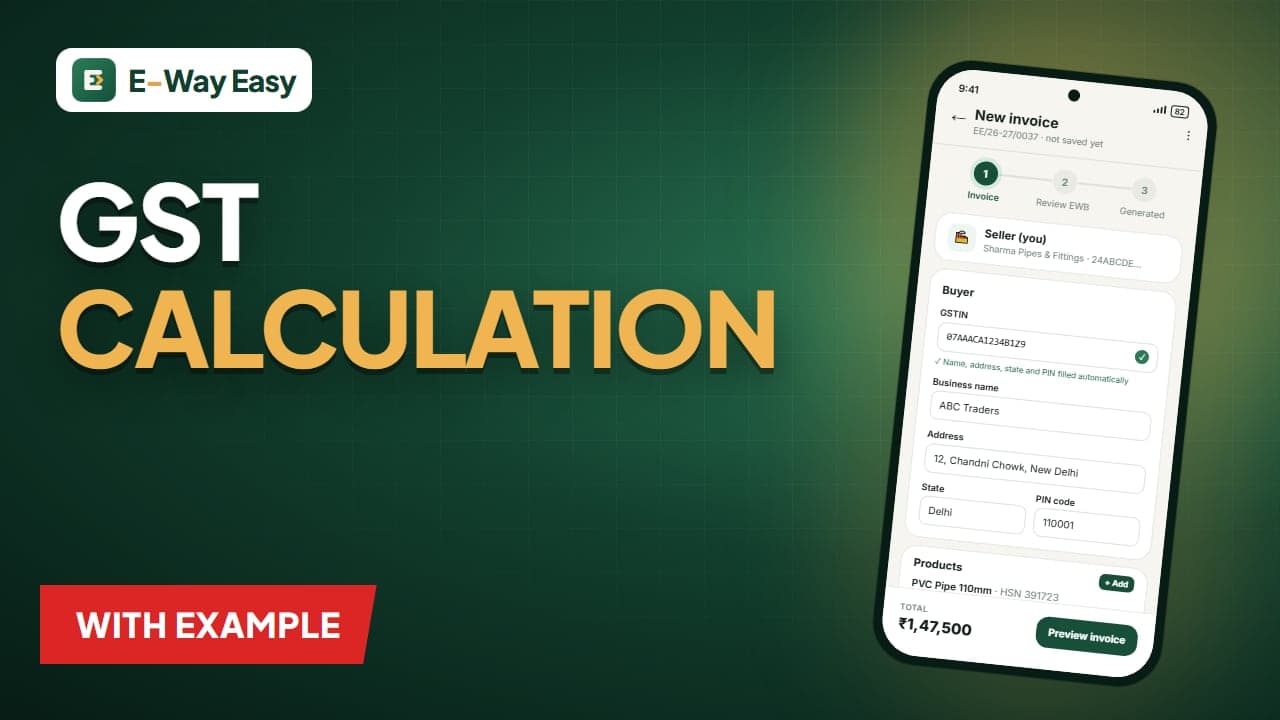 E-Way Easy
GST
CALCULATION
WITH EXAMPLE
9:41
82
← New invoice
EE/26-27/0037 · not saved yet
1
2
3
Invoice
Review EWB
Generated
Seller (you)
Sharma Pipes & Fittings · 24ABCDE...
Buyer
GSTIN
07AAACA1234B1Z9
✓ Name, address, state and PIN filled automatically
Business name
ABC Traders
Address
12, Chandni Chowk, New Delhi
State
PIN code
Delhi
110001
Products
+ Add
PVC Pipe 110mm · HSN 391723
TOTAL
₹1,47,500
Preview invoice